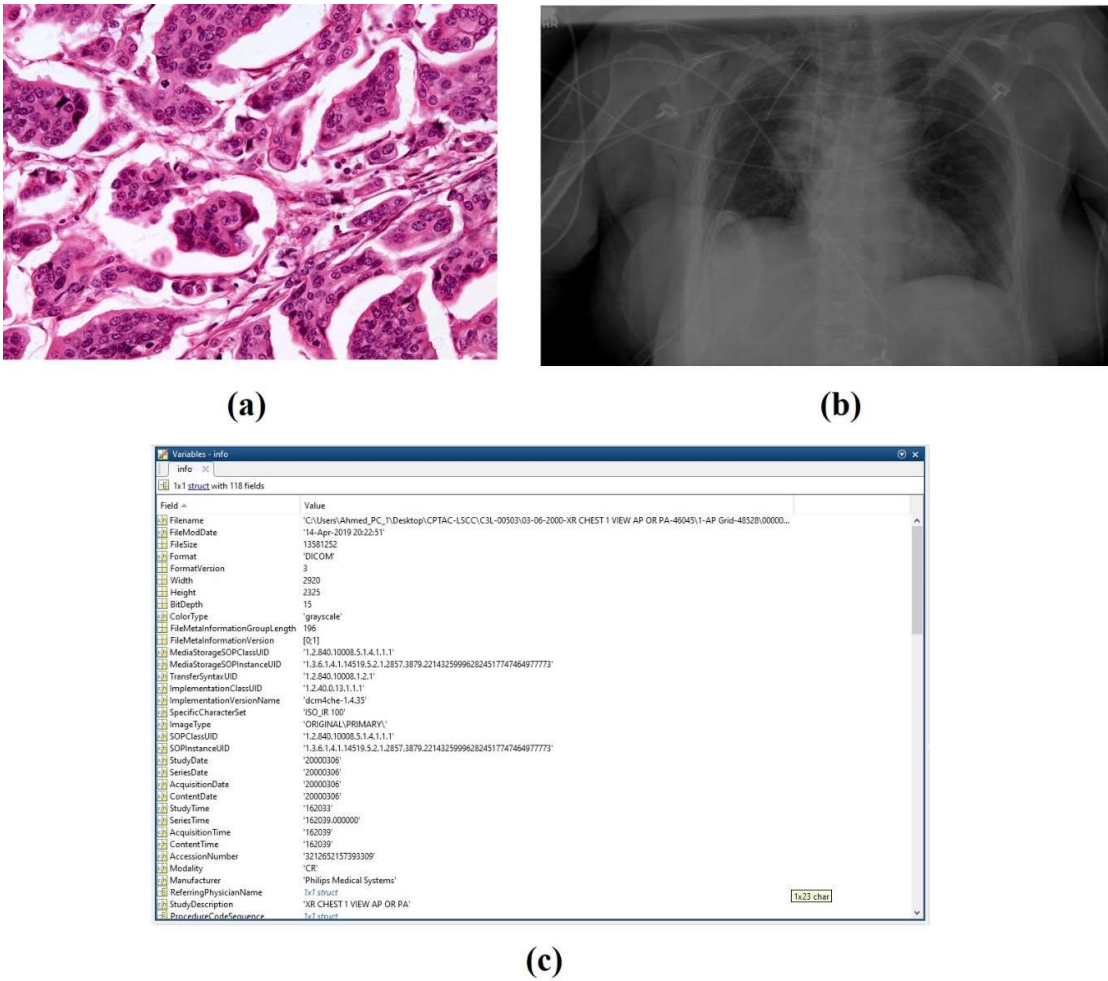 (a)
(b)
Variables - info
info
1x1 struct with 118 fields
Field Value
Filename 'C:\Users\Ahmed_PC_1\Desktop\CPTAC-LSCC\C3L-00503\03-06-2000-XR CHEST 1 VIEW AP OR PA-46045\1-AP Grid-48528\00000...
FileModDate '14-Apr-2019 20:22:51'
FileSize 13581252
Format 'DICOM'
FormatVersion 3
Width 2920
Height 2325
BitDepth 15
ColorType 'grayscale'
FileMetaInformationGroupLength 196
FileMetaInformationVersion [0;1]
MediaStorageSOPClassUID '1.2.840.10008.5.1.4.1.1.1'
MediaStorageSOPInstanceUID '1.3.6.1.4.1.14519.5.2.1.2857.3879.221432599962824517747464977773'
TransferSyntaxUID '1.2.840.10008.1.2.1'
ImplementationClassUID '1.2.40.0.13.1.1.1'
ImplementationVersionName 'dcm4che-1.4.35'
SpecificCharacterSet 'ISO_IR 100'
ImageType 'ORIGINAL\PRIMARY\'
SOPClassUID '1.2.840.10008.5.1.4.1.1.1'
SOPInstanceUID '1.3.6.1.4.1.14519.5.2.1.2857.3879.221432599962824517747464977773'
StudyDate '20000306'
SeriesDate '20000306'
AcquisitionDate '20000306'
ContentDate '20000306'
StudyTime '162033'
SeriesTime '162039.000000'
AcquisitionTime '162039'
ContentTime '162039'
AccessionNumber '3212652157393309'
Modality 'CR'
Manufacturer 'Philips Medical Systems'
ReferringPhysicianName 1x1 struct
1x23 char
StudyDescription 'XR CHEST 1 VIEW AP OR PA'
ProcedureCodeSequence 1x1 struct
(c)